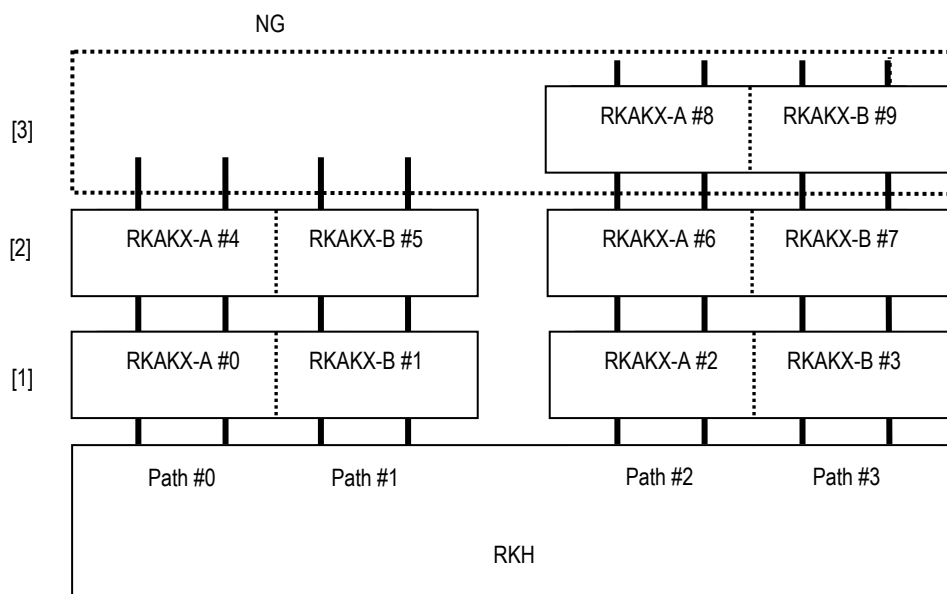 NG
[3]
RKAKX-A #8
RKAKX-B #9
[2]
RKAKX-A #4
RKAKX-B #5
RKAKX-A #6
RKAKX-B #7
[1]
RKAKX-A #0
RKAKX-B #1
RKAKX-A #2
RKAKX-B #3
Path #0
Path #1
Path #2
Path #3
RKH